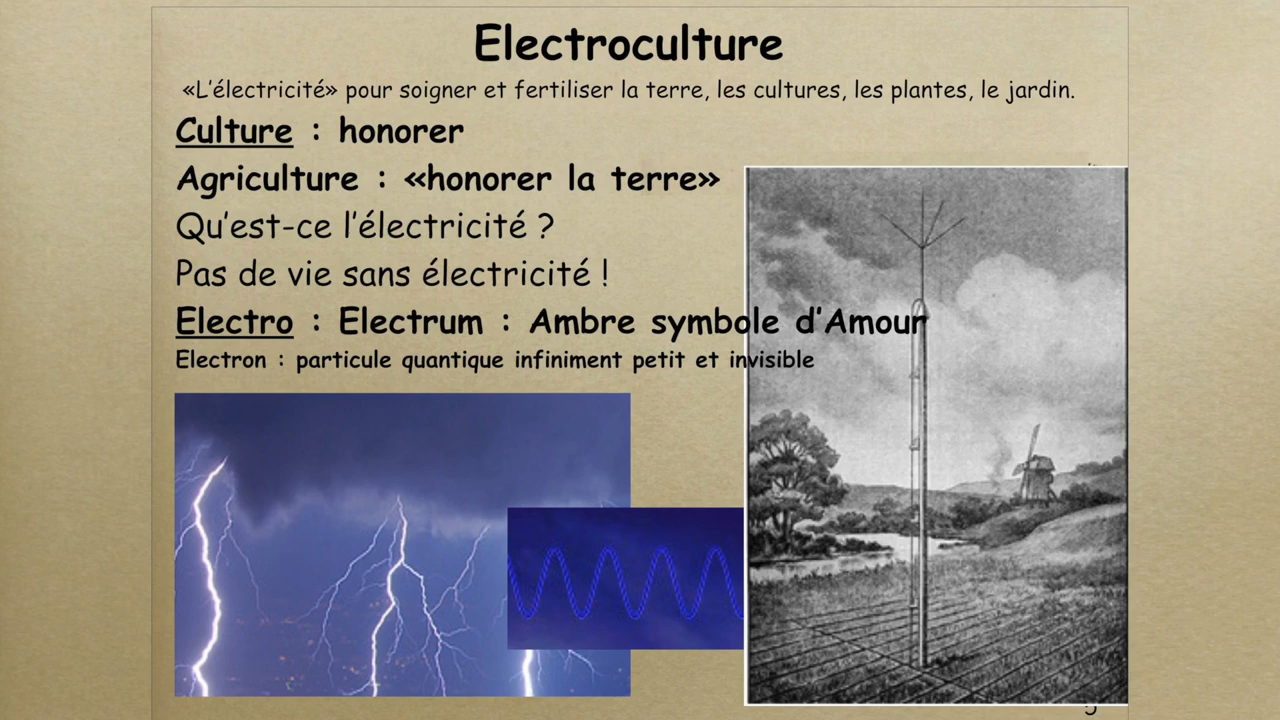 Electroculture
«L'électricité» pour soigner et fertiliser la terre, les cultures, les plantes, le jardin.
Culture : honorer
Agriculture : «honorer la terre»
Qu'est-ce l'électricité ?
Pas de vie sans électricité !
Electro : Electrum : Ambre symbole d'Amour
Electron : particule quantique infiniment petit et invisible